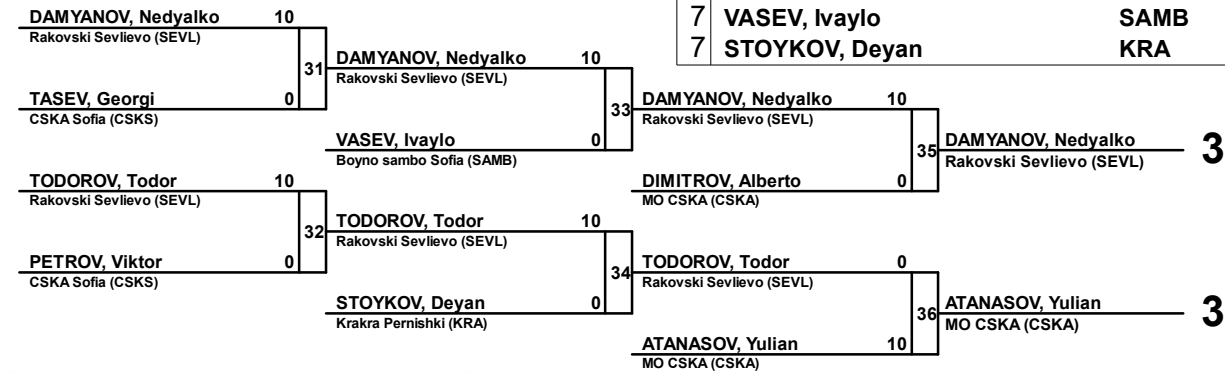 7 VASEV, Ivaylo SAMB
7 STOYKOV, Deyan KRA
DAMYANOV, Nedyalko 10
Rakovski Sevlievo (SEVL)
31
TASEV, Georgi 0
CSKA Sofia (CSKS)
TODOROV, Todor 10
Rakovski Sevlievo (SEVL)
32
PETROV, Viktor 0
CSKA Sofia (CSKS)
DAMYANOV, Nedyalko 10
Rakovski Sevlievo (SEVL)
33
VASEV, Ivaylo 0
Boyno sambo Sofia (SAMB)
TODOROV, Todor 10
Rakovski Sevlievo (SEVL)
34
STOYKOV, Deyan 0
Krakra Pernishki (KRA)
DAMYANOV, Nedyalko 10
Rakovski Sevlievo (SEVL)
35
DIMITROV, Alberto 0
MO CSKA (CSKA)
TODOROV, Todor 0
Rakovski Sevlievo (SEVL)
36
ATANASOV, Yulian 10
MO CSKA (CSKA)
DAMYANOV, Nedyalko 3
Rakovski Sevlievo (SEVL)
ATANASOV, Yulian 3
MO CSKA (CSKA)